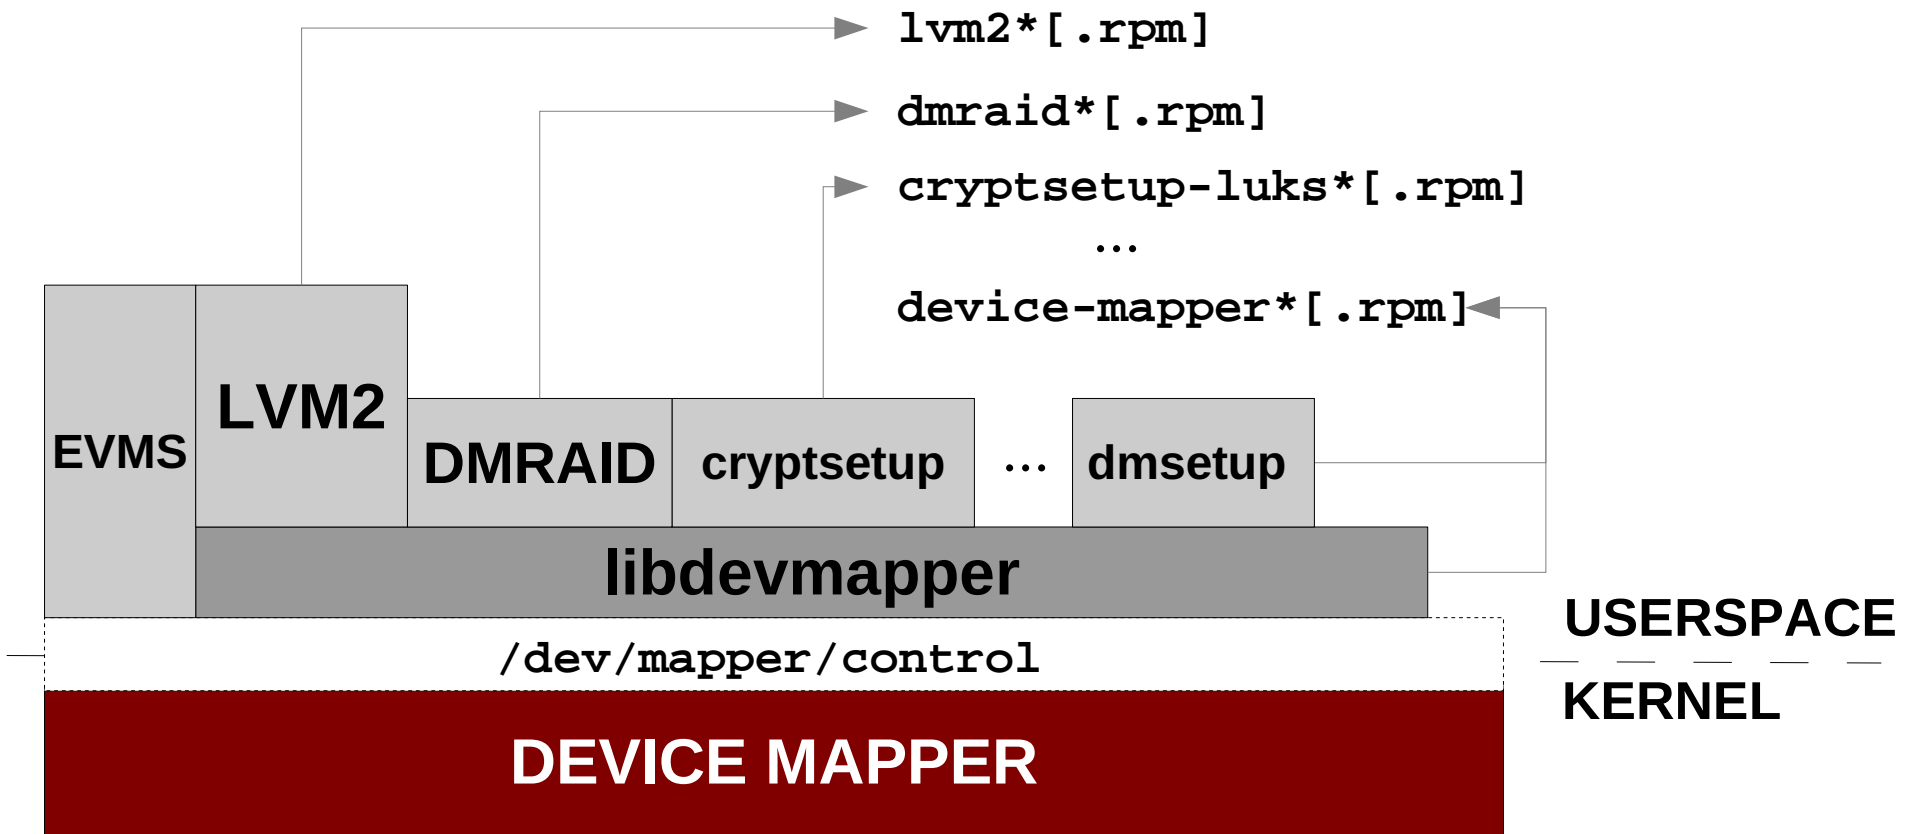 lvm2*[.rpm]
dmraid*[.rpm]
cryptsetup-luks*[.rpm]
...
device-mapper*[.rpm]
EVMS
LVM2
DMRAID
cryptsetup
...
dmsetup
libdevmapper
USERSPACE
/dev/mapper/control
KERNEL
DEVICE MAPPER